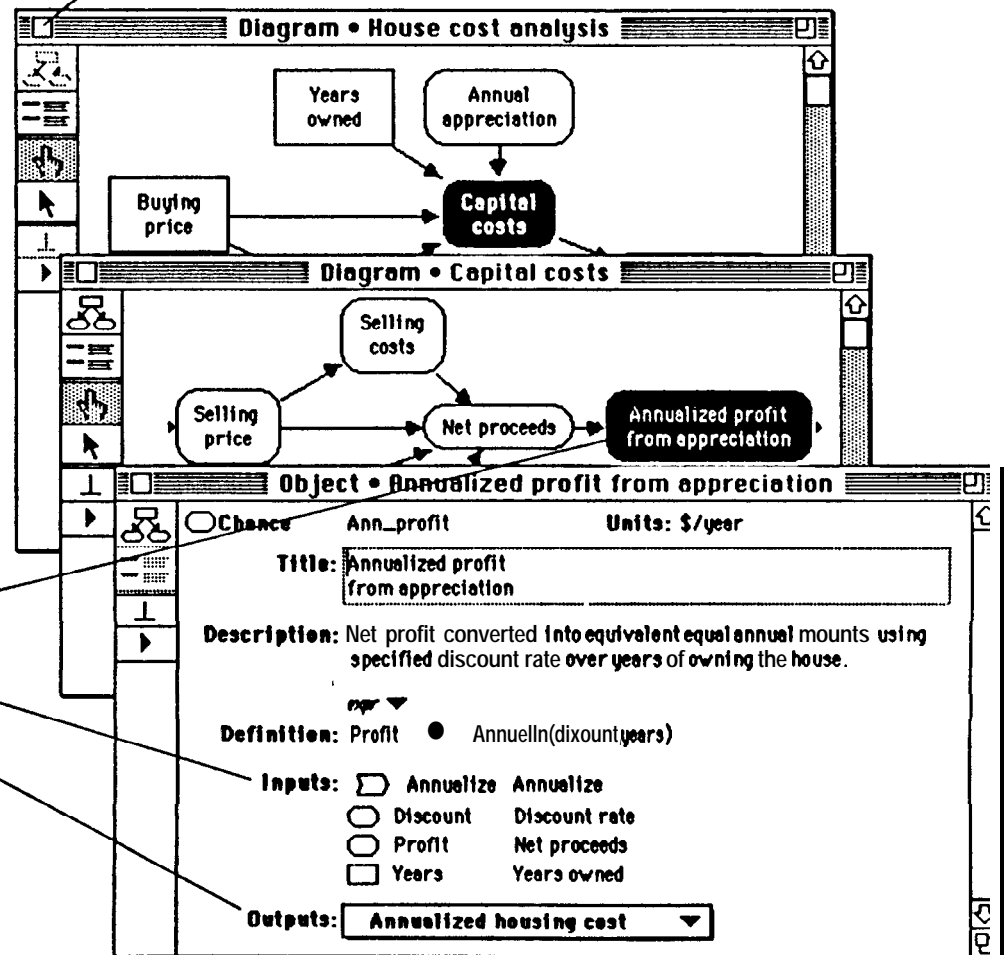 Diagram • House cost analysis
Years
owned
Annual
appreciation
Buying
price
Capital
costs
Diagram • Capital costs
Selling
costs
Selling
price
Net proceeds
Annualized profit
from appreciation
Object • Annualized profit from appreciation
Chance Ann_profit Units: $/year
Title: Annualized profit
from appreciation
Description: Net profit converted into equivalent equal annual mounts using
specified discount rate over years of owning the house.
expr
Definition: Profit • AnnuelIn(dixount,years)
Inputs: Annualize Annualize
Discount Discount rate
Profit Net proceeds
Years Years owned
Outputs: Annualized housing cost